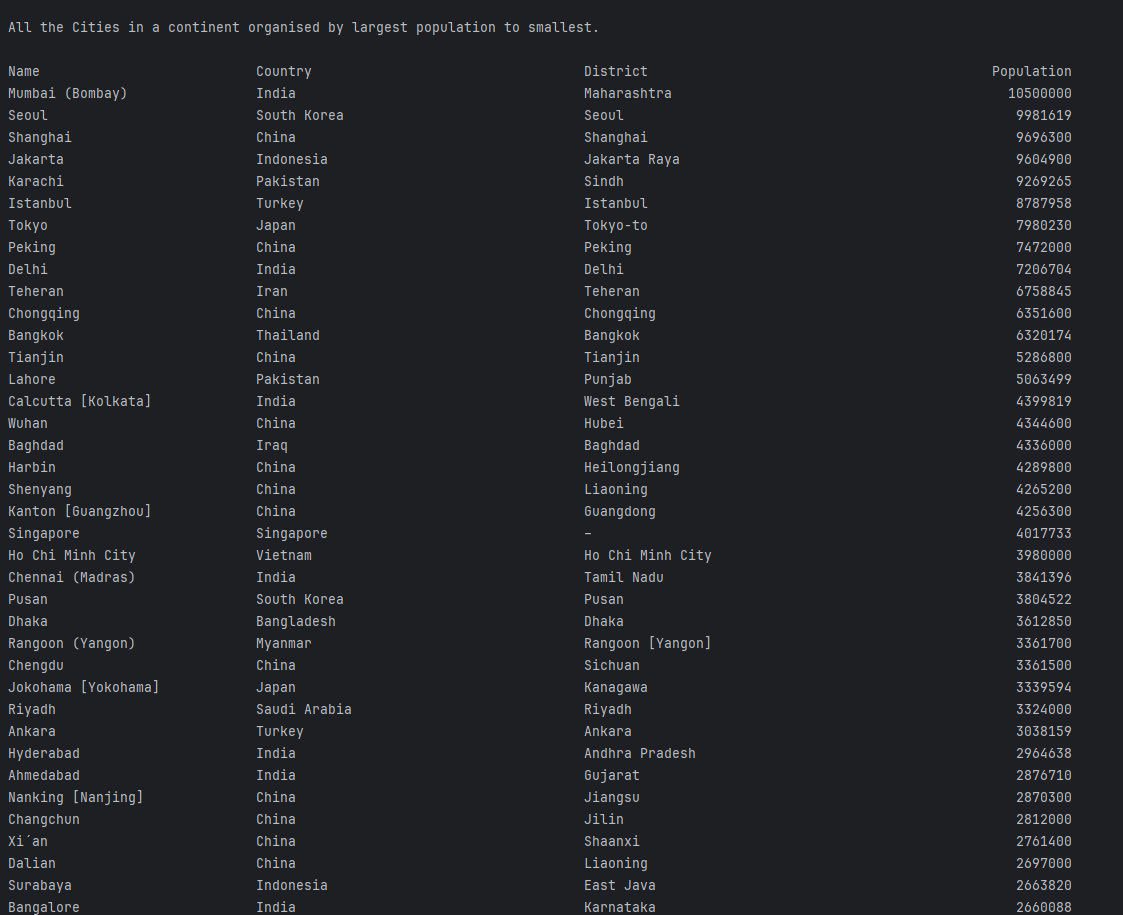 All the Cities in a continent organised by largest population to smallest.
Name Country District Population
Mumbai (Bombay) India Maharashtra 10500000
Seoul South Korea Seoul 9981619
Shanghai China Shanghai 9696300
Jakarta Indonesia Jakarta Raya 9604900
Karachi Pakistan Sindh 9269265
Istanbul Turkey Istanbul 8787958
Tokyo Japan Tokyo-to 7980230
Peking China Peking 7472000
Delhi India Delhi 7206704
Teheran Iran Teheran 6758845
Chongqing China Chongqing 6351600
Bangkok Thailand Bangkok 6320174
Tianjin China Tianjin 5286800
Lahore Pakistan Punjab 5063499
Calcutta [Kolkata] India West Bengali 4399819
Wuhan China Hubei 4344600
Baghdad Iraq Baghdad 4336000
Harbin China Heilongjiang 4289800
Shenyang China Liaoning 4265200
Kanton [Guangzhou] China Guangdong 4256300
Singapore Singapore – 4017733
Ho Chi Minh City Vietnam Ho Chi Minh City 3980000
Chennai (Madras) India Tamil Nadu 3841396
Pusan South Korea Pusan 3804522
Dhaka Bangladesh Dhaka 3612850
Rangoon (Yangon) Myanmar Rangoon [Yangon] 3361700
Chengdu China Sichuan 3361500
Jokohama [Yokohama] Japan Kanagawa 3339594
Riyadh Saudi Arabia Riyadh 3324000
Ankara Turkey Ankara 3038159
Hyderabad India Andhra Pradesh 2964638
Ahmedabad India Gujarat 2876710
Nanking [Nanjing] China Jiangsu 2870300
Changchun China Jilin 2812000
Xi´an China Shaanxi 2761400
Dalian China Liaoning 2697000
Surabaya Indonesia East Java 2663820
Bangalore India Karnataka 2660088